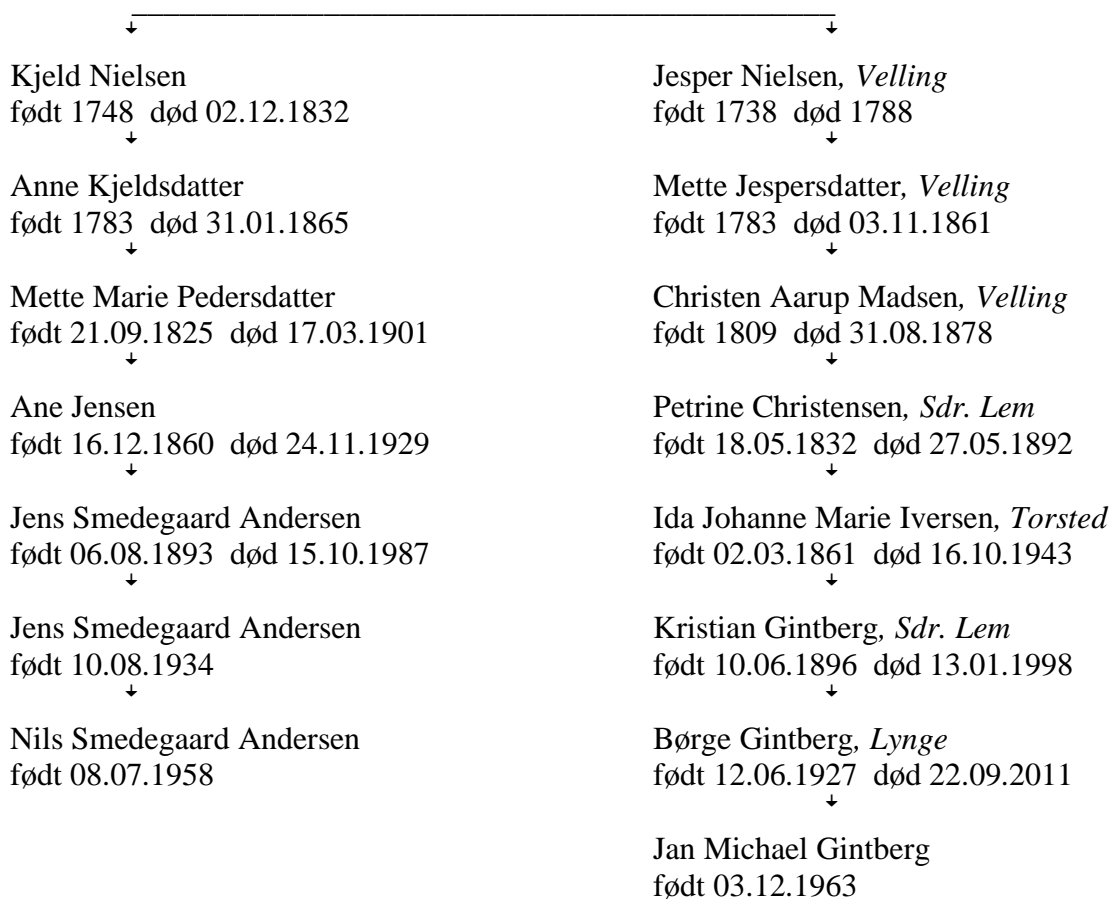 Kjeld Nielsen
født 1748 død 02.12.1832
Anne Kjeldsdatter
født 1783 død 31.01.1865
Mette Marie Pedersdatter
født 21.09.1825 død 17.03.1901
Ane Jensen
født 16.12.1860 død 24.11.1929
Jens Smedegaard Andersen
født 06.08.1893 død 15.10.1987
Jens Smedegaard Andersen
født 10.08.1934
Nils Smedegaard Andersen
født 08.07.1958
Jesper Nielsen, Velling
født 1738 død 1788
Mette Jespersdatter, Velling
født 1783 død 03.11.1861
Christen Aarup Madsen, Velling
født 1809 død 31.08.1878
Petrine Christensen, Sdr. Lem
født 18.05.1832 død 27.05.1892
Ida Johanne Marie Iversen, Torsted
født 02.03.1861 død 16.10.1943
Kristian Gintberg, Sdr. Lem
født 10.06.1896 død 13.01.1998
Børge Gintberg, Lynge
født 12.06.1927 død 22.09.2011
Jan Michael Gintberg
født 03.12.1963